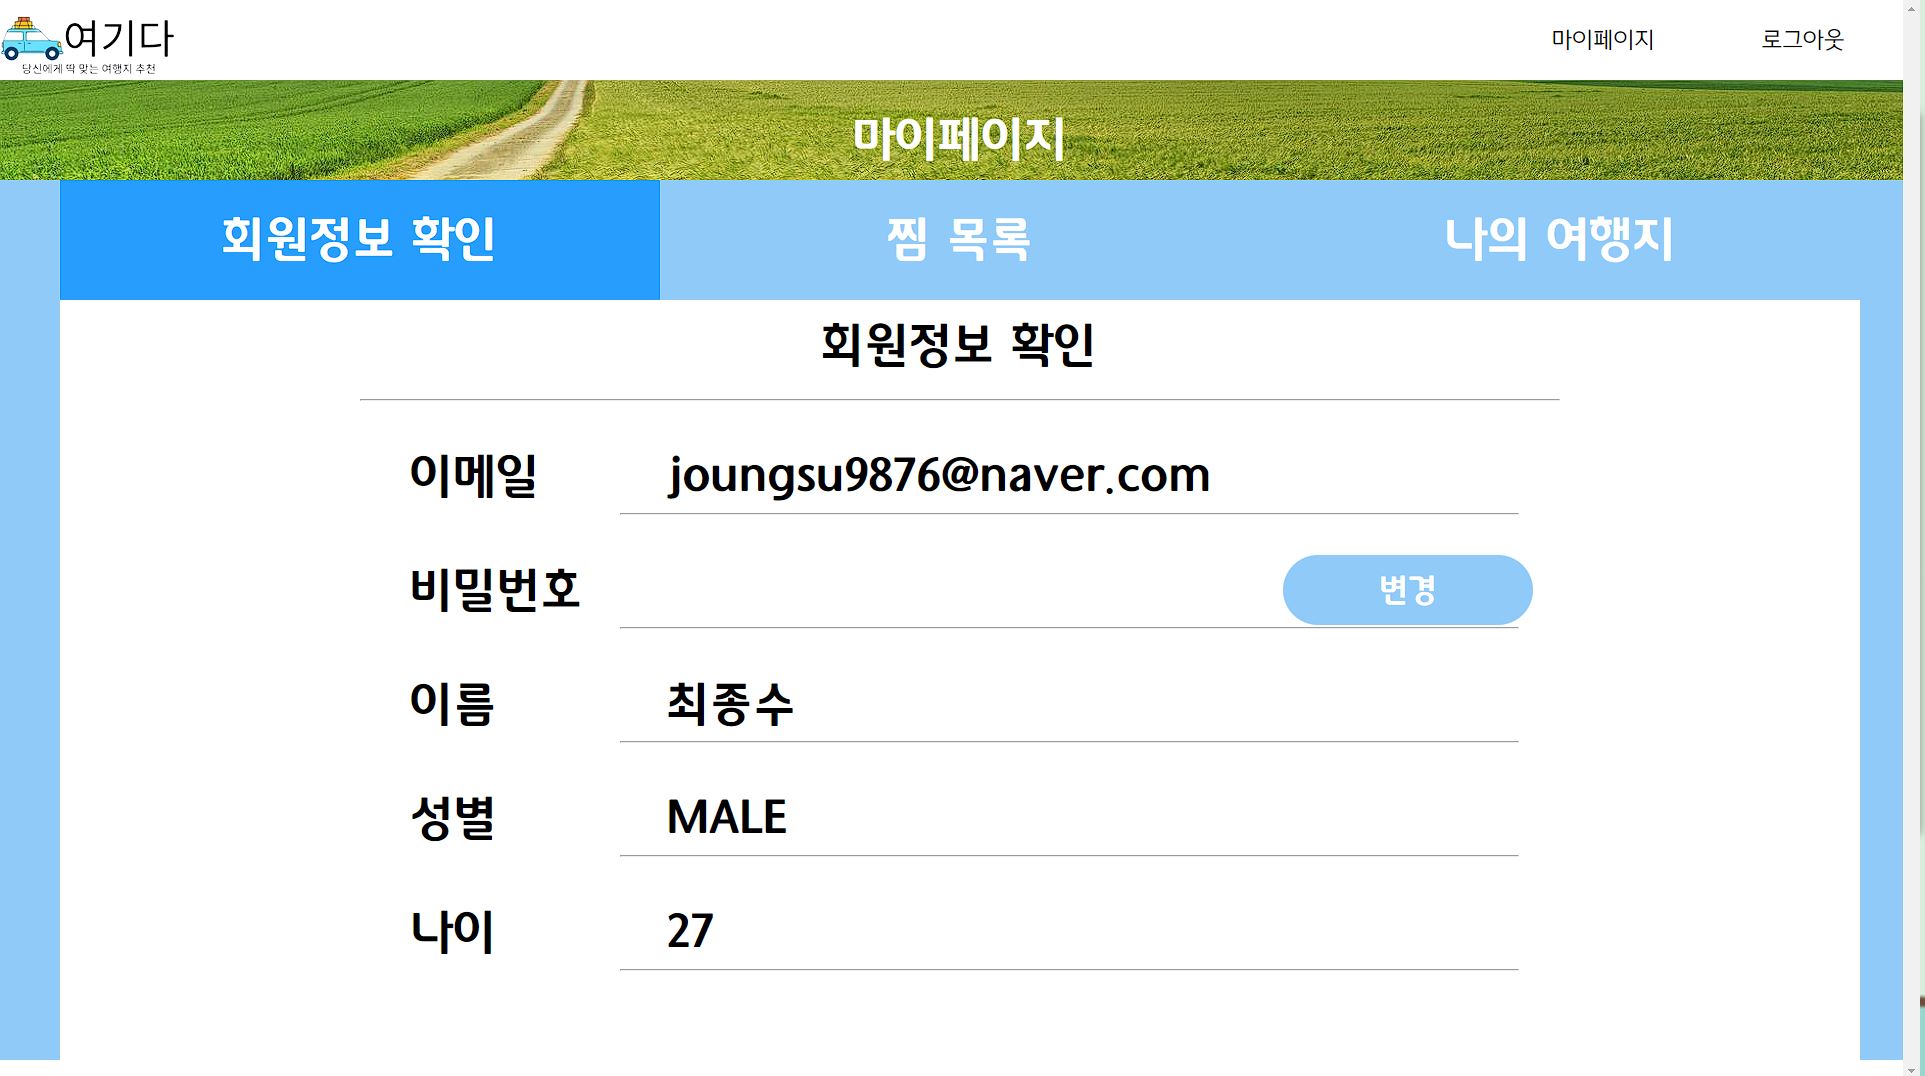 여기다
당신에게 딱 맞는 여행지 추천
마이페이지 로그아웃
마이페이지
회원정보 확인 찜 목록 나의 여행지
회원정보 확인
이메일 joungsu9876@naver.com
비밀번호 변경
이름 최종수
성별 MALE
나이 27